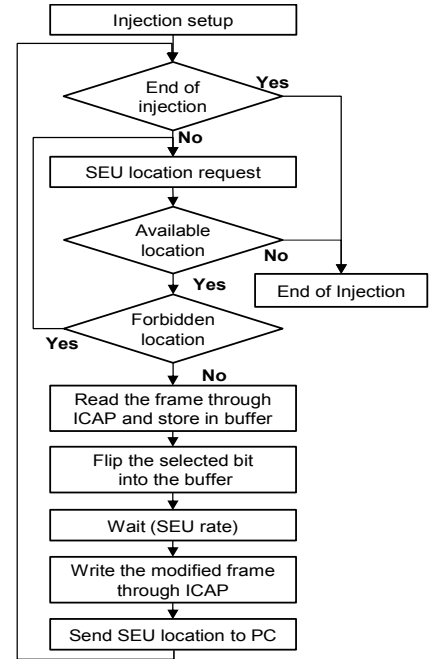 Injection setup
End of
injection
Yes
No
SEU location request
Available
location
No
Yes
End of Injection
Forbidden
location
Yes
No
Read the frame through
ICAP and store in buffer
Flip the selected bit
into the buffer
Wait (SEU rate)
Write the modified frame
through ICAP
Send SEU location to PC